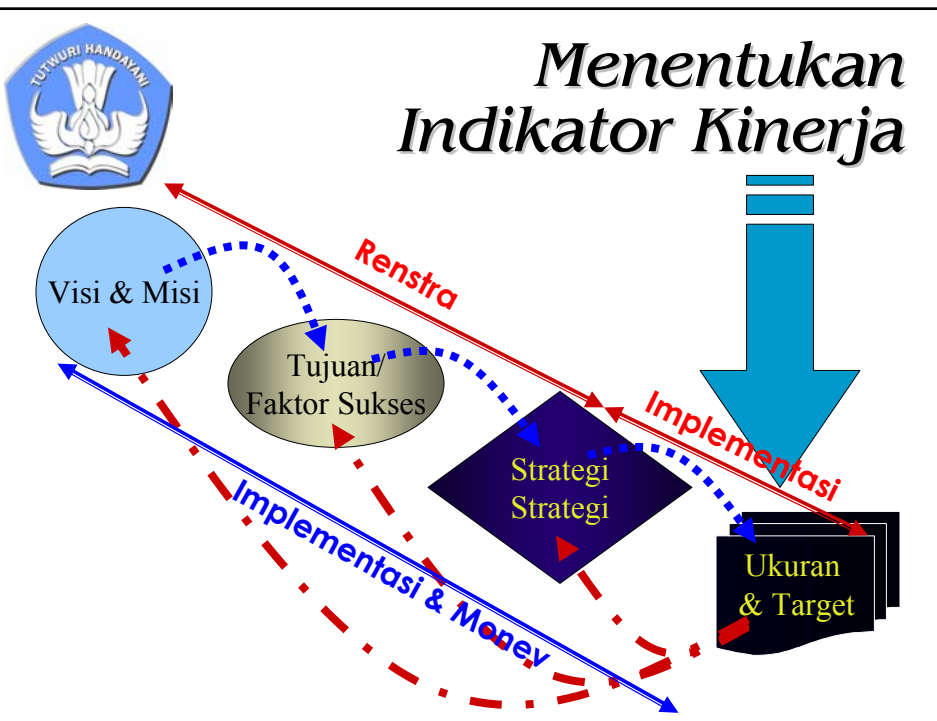 TUTWURI HANDAYANI
Menentukan
Indikator Kinerja
Renstra
Visi & Misi
Tujuan/
Faktor Sukses
Implementasi
Strategi
Strategi
Implementasi & Monev
Ukuran
& Target